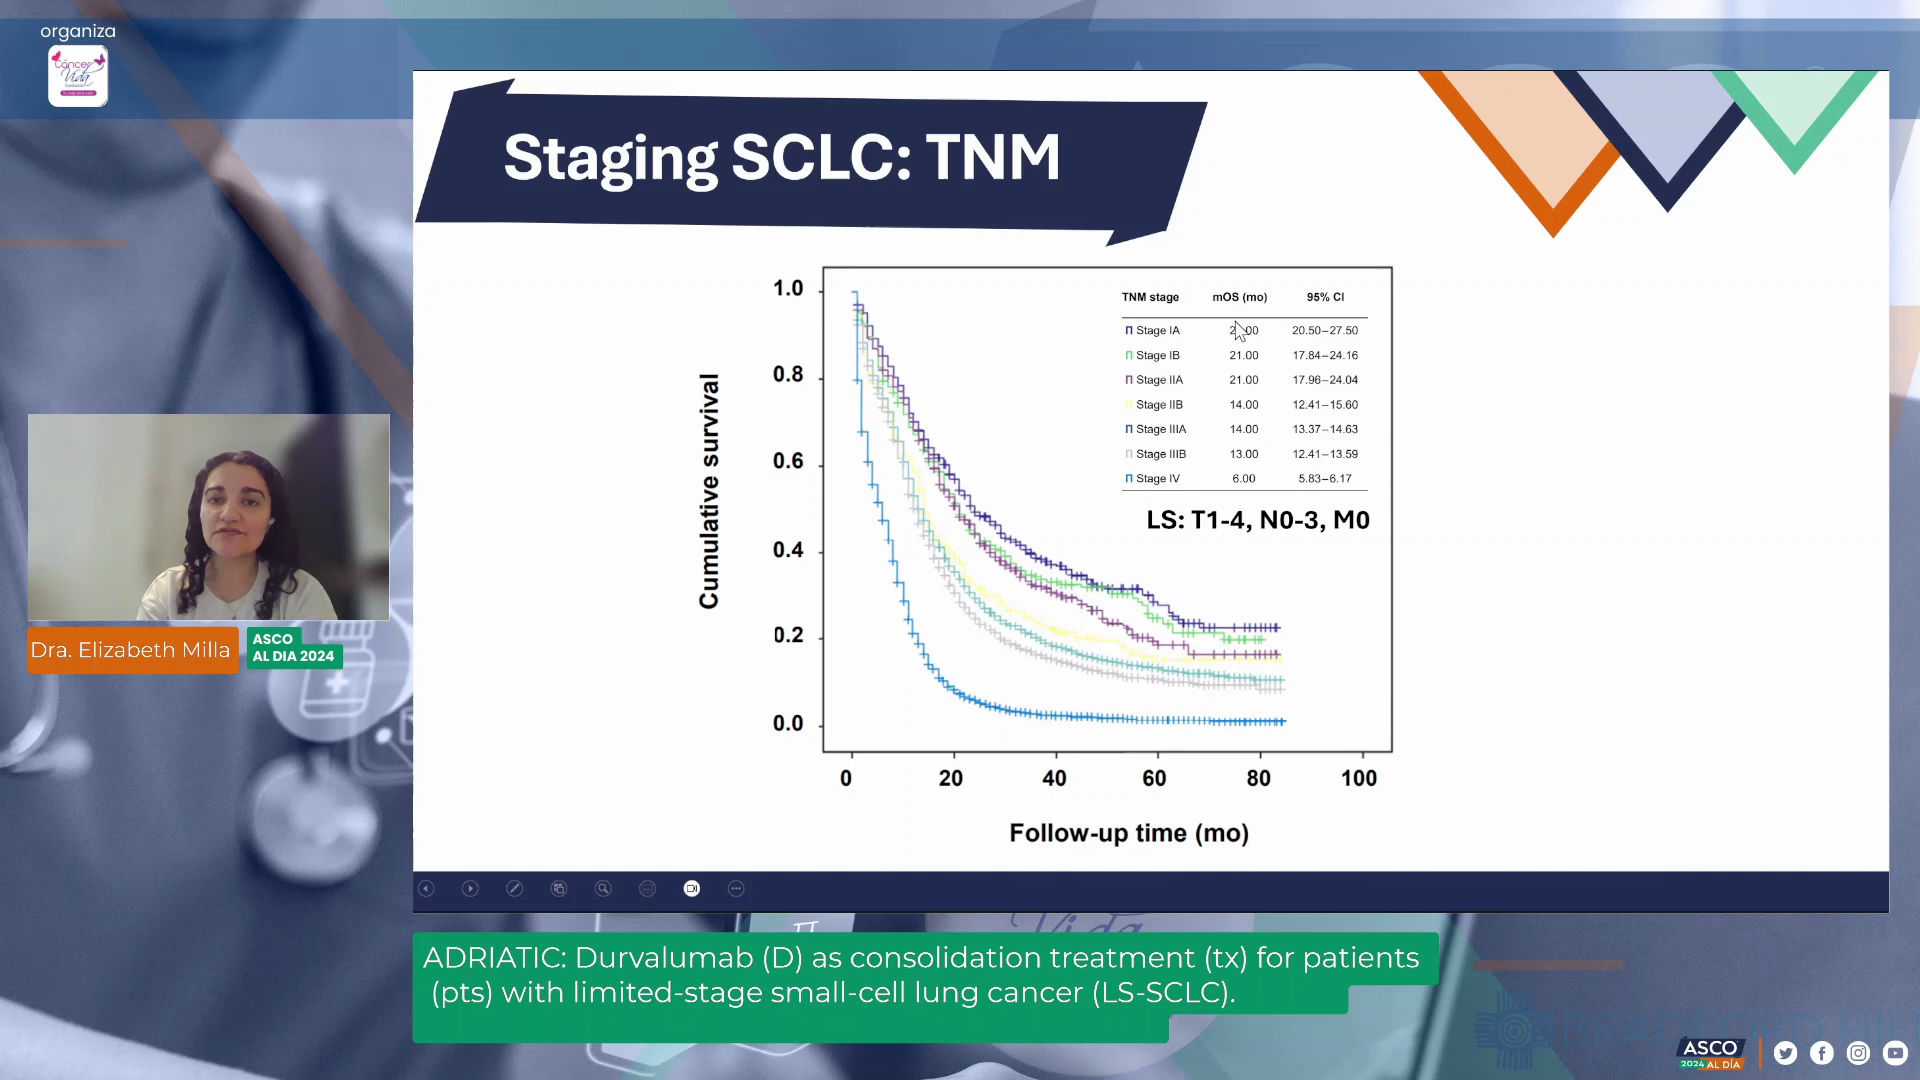 organiza
Cáncer
Vida
Fundación
Staging SCLC: TNM
1.0
0.8
0.6
0.4
0.2
0.0
Cumulative survival
0 20 40 60 80 100
Follow-up time (mo)
TNM stage mOS (mo) 95% CI
Stage IA 20.50–27.50
Stage IB 21.00 17.84–24.16
Stage IIA 21.00 17.96–24.04
Stage IIB 14.00 12.41–15.60
Stage IIIA 14.00 13.37–14.63
Stage IIIB 13.00 12.41–13.59
Stage IV 6.00 5.83–6.17
LS: T1-4, N0-3, M0
Dra. Elizabeth Milla
ASCO
AL DIA 2024
Vida
ADRIATIC: Durvalumab (D) as consolidation treatment (tx) for patients
(pts) with limited-stage small-cell lung cancer (LS-SCLC).
ASCO
2024 AL DÍA